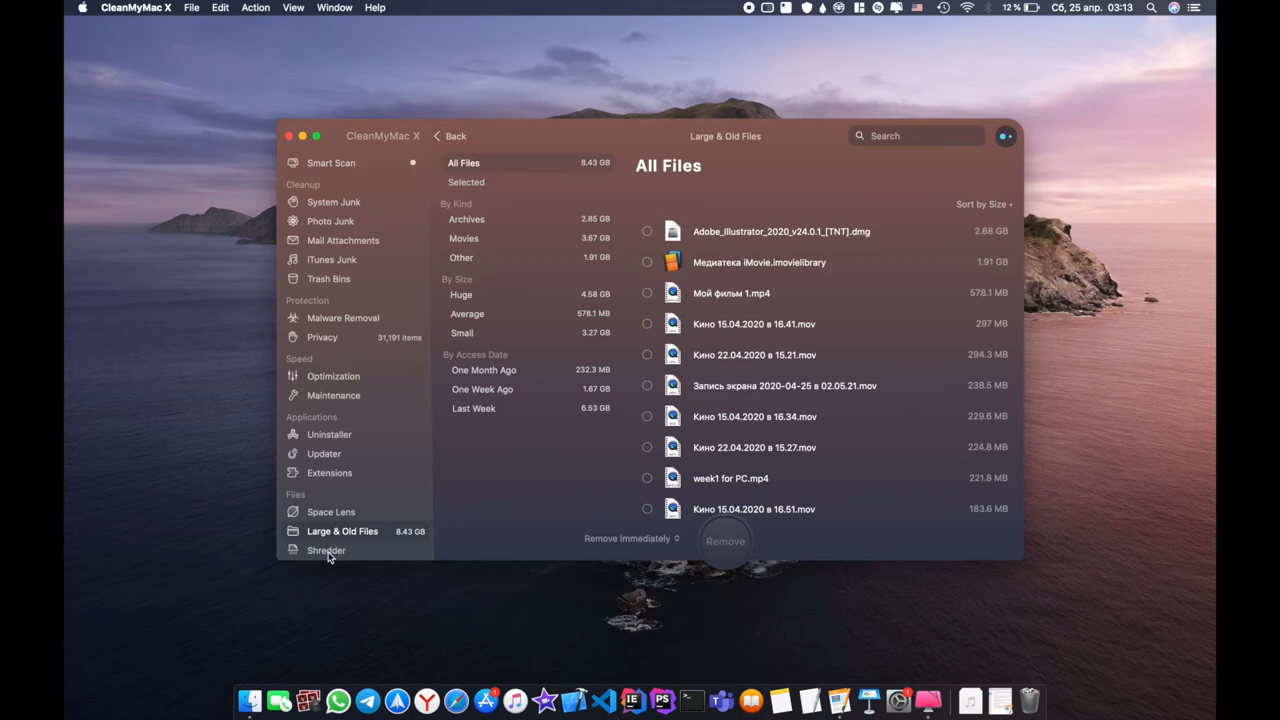 CleanMyMac X File Edit Action View Window Help 12 % Сб, 25 апр. 03:13
CleanMyMac X
Smart Scan
Cleanup
System Junk
Photo Junk
Mail Attachments
iTunes Junk
Trash Bins
Protection
Malware Removal
Privacy 31,191 items
Speed
Optimization
Maintenance
Applications
Uninstaller
Updater
Extensions
Files
Space Lens
Large & Old Files 8.43 GB
Shredder
Back
All Files 8.43 GB
Selected
By Kind
Archives 2.85 GB
Movies 3.67 GB
Other 1.91 GB
By Size
Huge 4.58 GB
Average 578.1 MB
Small 3.27 GB
By Access Date
One Month Ago 232.3 MB
One Week Ago 1.67 GB
Last Week 6.53 GB
Large & Old Files
Search
All Files
Sort by Size
Adobe_Illustrator_2020_v24.0.1_[TNT].dmg 2.68 GB
Медиатека iMovie.imovielibrary 1.91 GB
Мой фильм 1.mp4 578.1 MB
Кино 15.04.2020 в 16.41.mov 297 MB
Кино 22.04.2020 в 15.21.mov 294.3 MB
Запись экрана 2020-04-25 в 02.05.21.mov 238.5 MB
Кино 15.04.2020 в 16.34.mov 229.6 MB
Кино 22.04.2020 в 15.27.mov 224.8 MB
week1 for PC.mp4 221.8 MB
Кино 15.04.2020 в 16.51.mov 183.6 MB
Remove Immediately
Remove
IE
PS